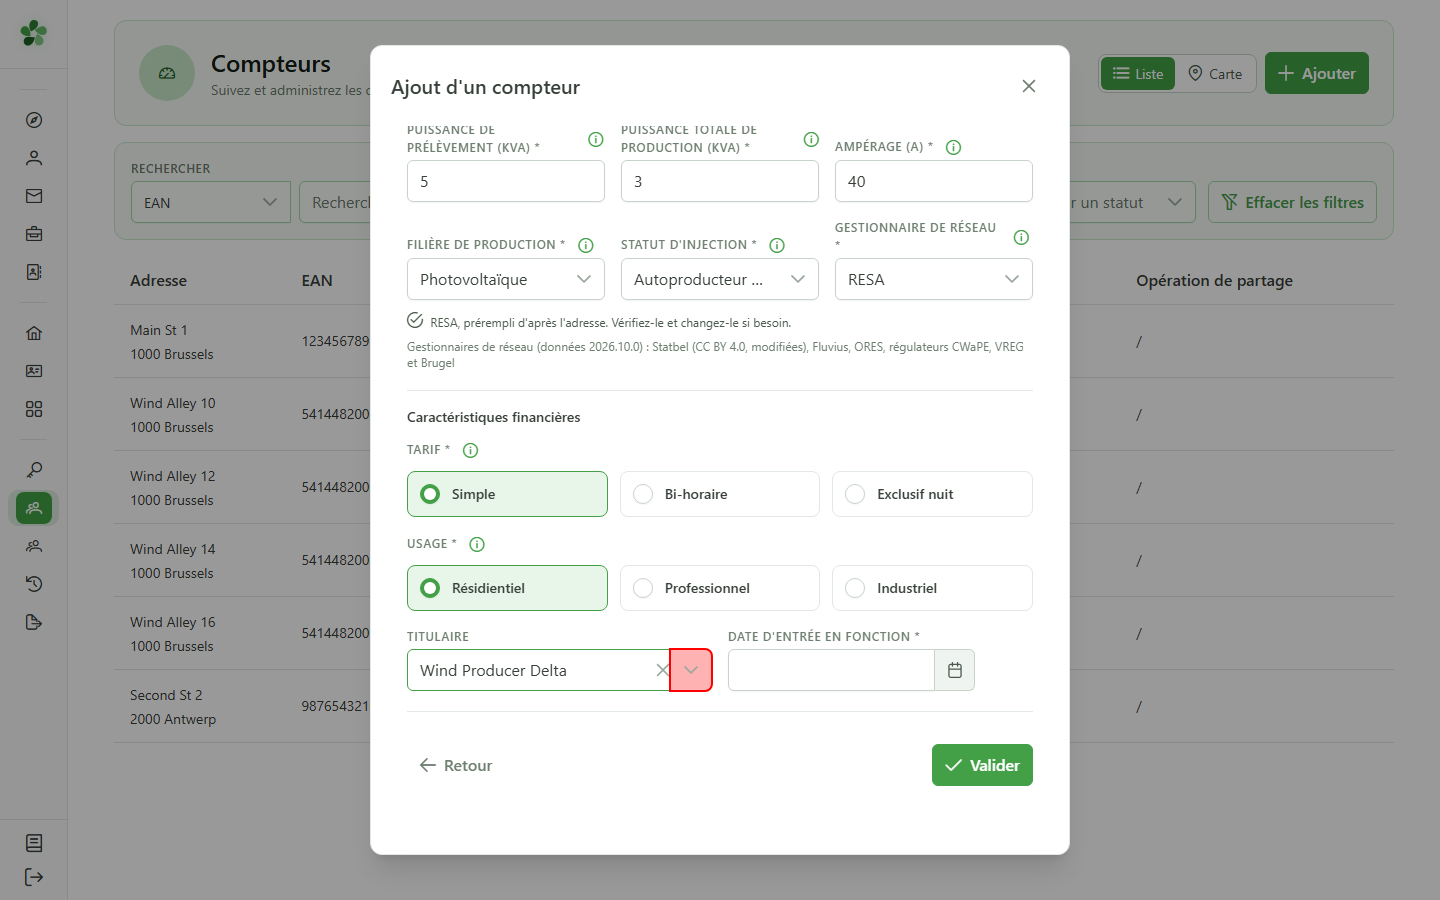 Compteurs
Suivez et administrez les c
Liste
Carte
Ajouter
RECHERCHER
EAN
Recherch
r un statut
Effacer les filtres
Adresse
EAN
Opération de partage
Main St 1
1000 Brussels
123456789
/
Wind Alley 10
1000 Brussels
541448200
/
Wind Alley 12
1000 Brussels
541448200
/
Wind Alley 14
1000 Brussels
541448200
/
Wind Alley 16
1000 Brussels
541448200
/
Second St 2
2000 Antwerp
987654321
/
Ajout d'un compteur
PUISSANCE DE
PRÉLÈVEMENT (KVA) *
5
PUISSANCE TOTALE DE
PRODUCTION (KVA) *
3
AMPÉRAGE (A) *
40
FILIÈRE DE PRODUCTION *
Photovoltaïque
STATUT D'INJECTION *
Autoproducteur ...
GESTIONNAIRE DE RÉSEAU
*
RESA
RESA, prérempli d'après l'adresse. Vérifiez-le et changez-le si besoin.
Gestionnaires de réseau (données 2026.10.0) : Statbel (CC BY 4.0, modifiées), Fluvius, ORES, régulateurs CWaPE, VREG
et Brugel
Caractéristiques financières
TARIF *
Simple
Bi-horaire
Exclusif nuit
USAGE *
Résidentiel
Professionnel
Industriel
TITULAIRE
Wind Producer Delta
DATE D'ENTRÉE EN FONCTION *
Retour
Valider